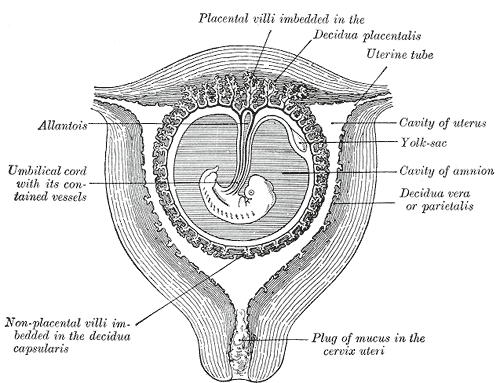 Placental villi imbedded in the
Decidua placentalis
Uterine tube
Allantois
Cavity of uterus
Yolk-sac
Umbilical cord
with its con-
tained vessels
Cavity of amnion
Decidua vera
or parietalis
Non-placental villi im-
bedded in the decidua
capsularis
Plug of mucus in the
cervix uteri